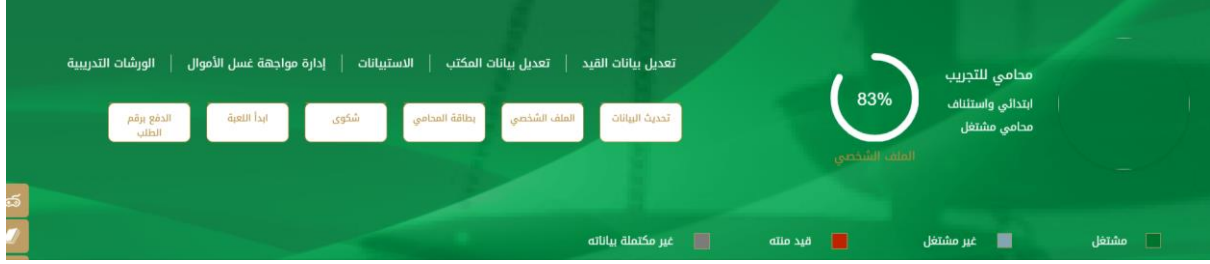 محامي للتجريب
ابتدائي واستئناف
محامي مشتغل
83%
الملف الشخصي
تعديل بيانات القيد | تعديل بيانات المكتب | الاستبيانات | إدارة مواجهة غسل الأموال | الورشات التدريبية
تحديث البيانات
الملف الشخصي
بطاقة المحامي
شكوى
ابدأ اللعبة
الدفع برقم
الطلب
مشتغل
غير مشتغل
قيد منته
غير مكتملة بياناته